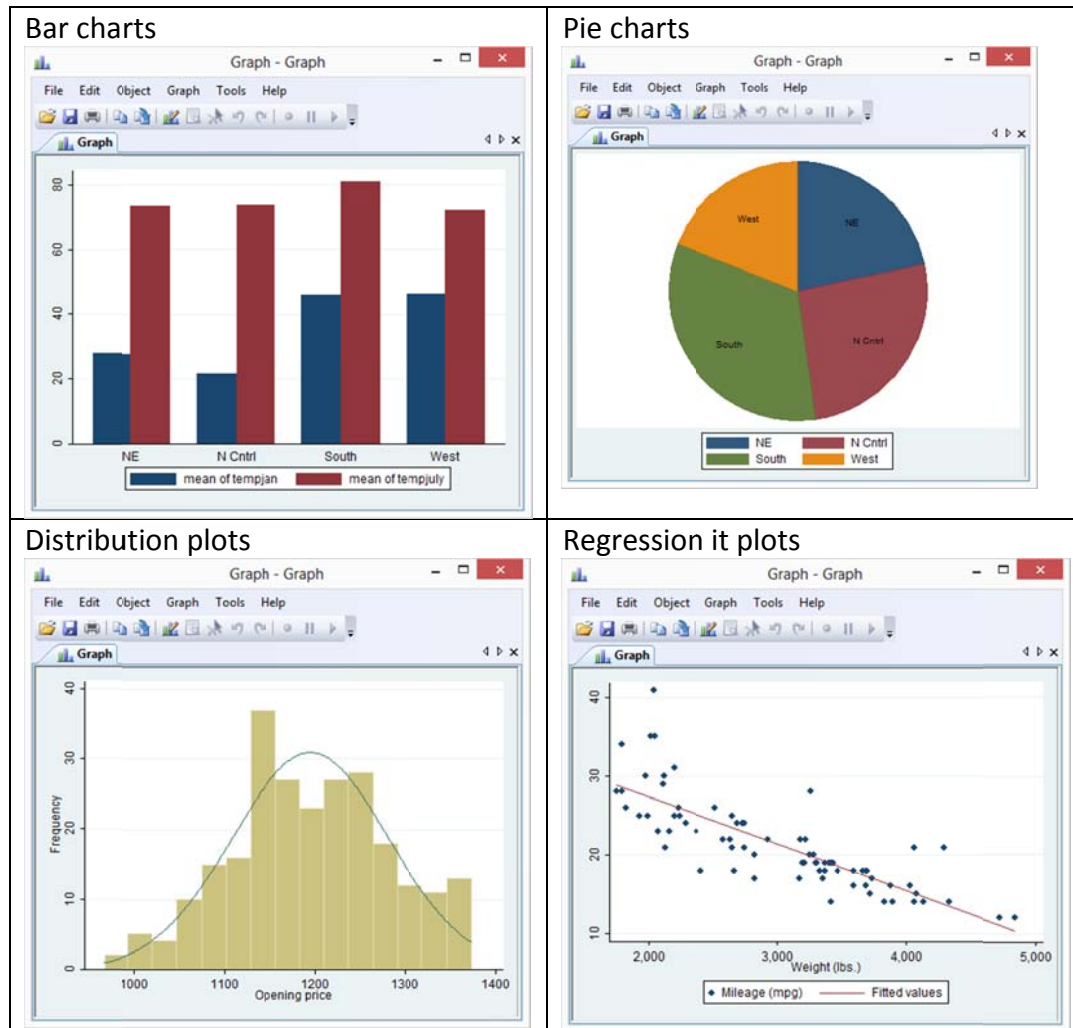 Bar charts
Graph - Graph
File Edit Object Graph Tools Help
Graph
80
60
40
20
0
NE N Cntrl South West
mean of tempjan mean of tempjuly
Pie charts
Graph - Graph
File Edit Object Graph Tools Help
Graph
West
NE
South
N Cntrl
NE N Cntrl
South West
Distribution plots
Graph - Graph
File Edit Object Graph Tools Help
Graph
40
30
20
10
0
Frequency
1000 1100 1200 1300 1400
Opening price
Regression it plots
Graph - Graph
File Edit Object Graph Tools Help
Graph
40
30
20
10
2,000 3,000 4,000 5,000
Weight (lbs.)
Mileage (mpg) Fitted values